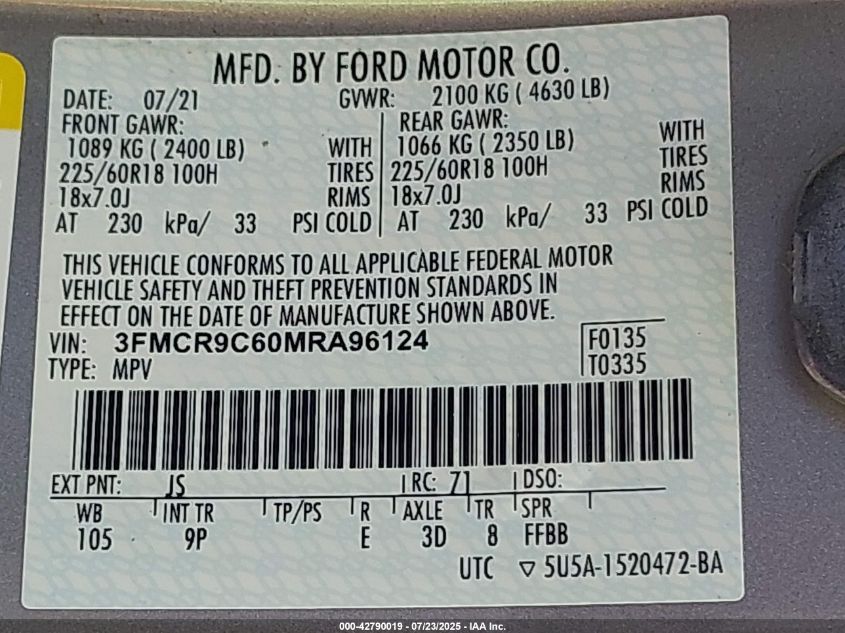 MFD. BY FORD MOTOR CO.
DATE: 07/21 GVWR: 2100 KG ( 4630 LB)
FRONT GAWR: REAR GAWR:
1089 KG ( 2400 LB) WITH 1066 KG ( 2350 LB) WITH
225/60R18 100H TIRES 225/60R18 100H TIRES
18x7.0J RIMS 18x7.0J RIMS
AT 230 kPa/ 33 PSI COLD AT 230 kPa/ 33 PSI COLD
THIS VEHICLE CONFORMS TO ALL APPLICABLE FEDERAL MOTOR
VEHICLE SAFETY AND THEFT PREVENTION STANDARDS IN
EFFECT ON THE DATE OF MANUFACTURE SHOWN ABOVE.
VIN: 3FMCR9C60MRA96124 F0135
TYPE: MPV T0335
EXT PNT: JS RC: 71 DSO:
WB INT TR TP/PS R AXLE TR SPR
105 9P E 3D 8 FFBB
UTC ▽ 5U5A-1520472-BA
000-42790019 - 07/23/2025 - IAA Inc.